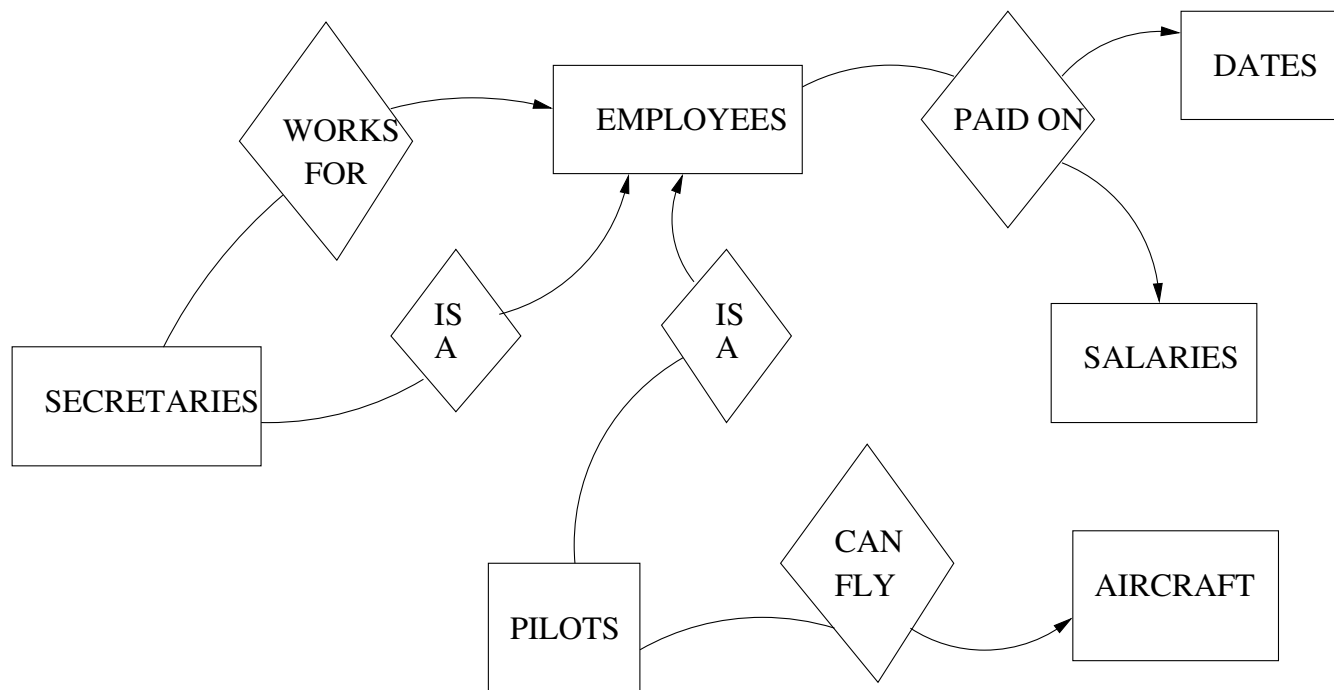 DATES
EMPLOYEES
PAID ON
WORKS
FOR
IS
A
IS
A
SALARIES
SECRETARIES
CAN
FLY
AIRCRAFT
PILOTS